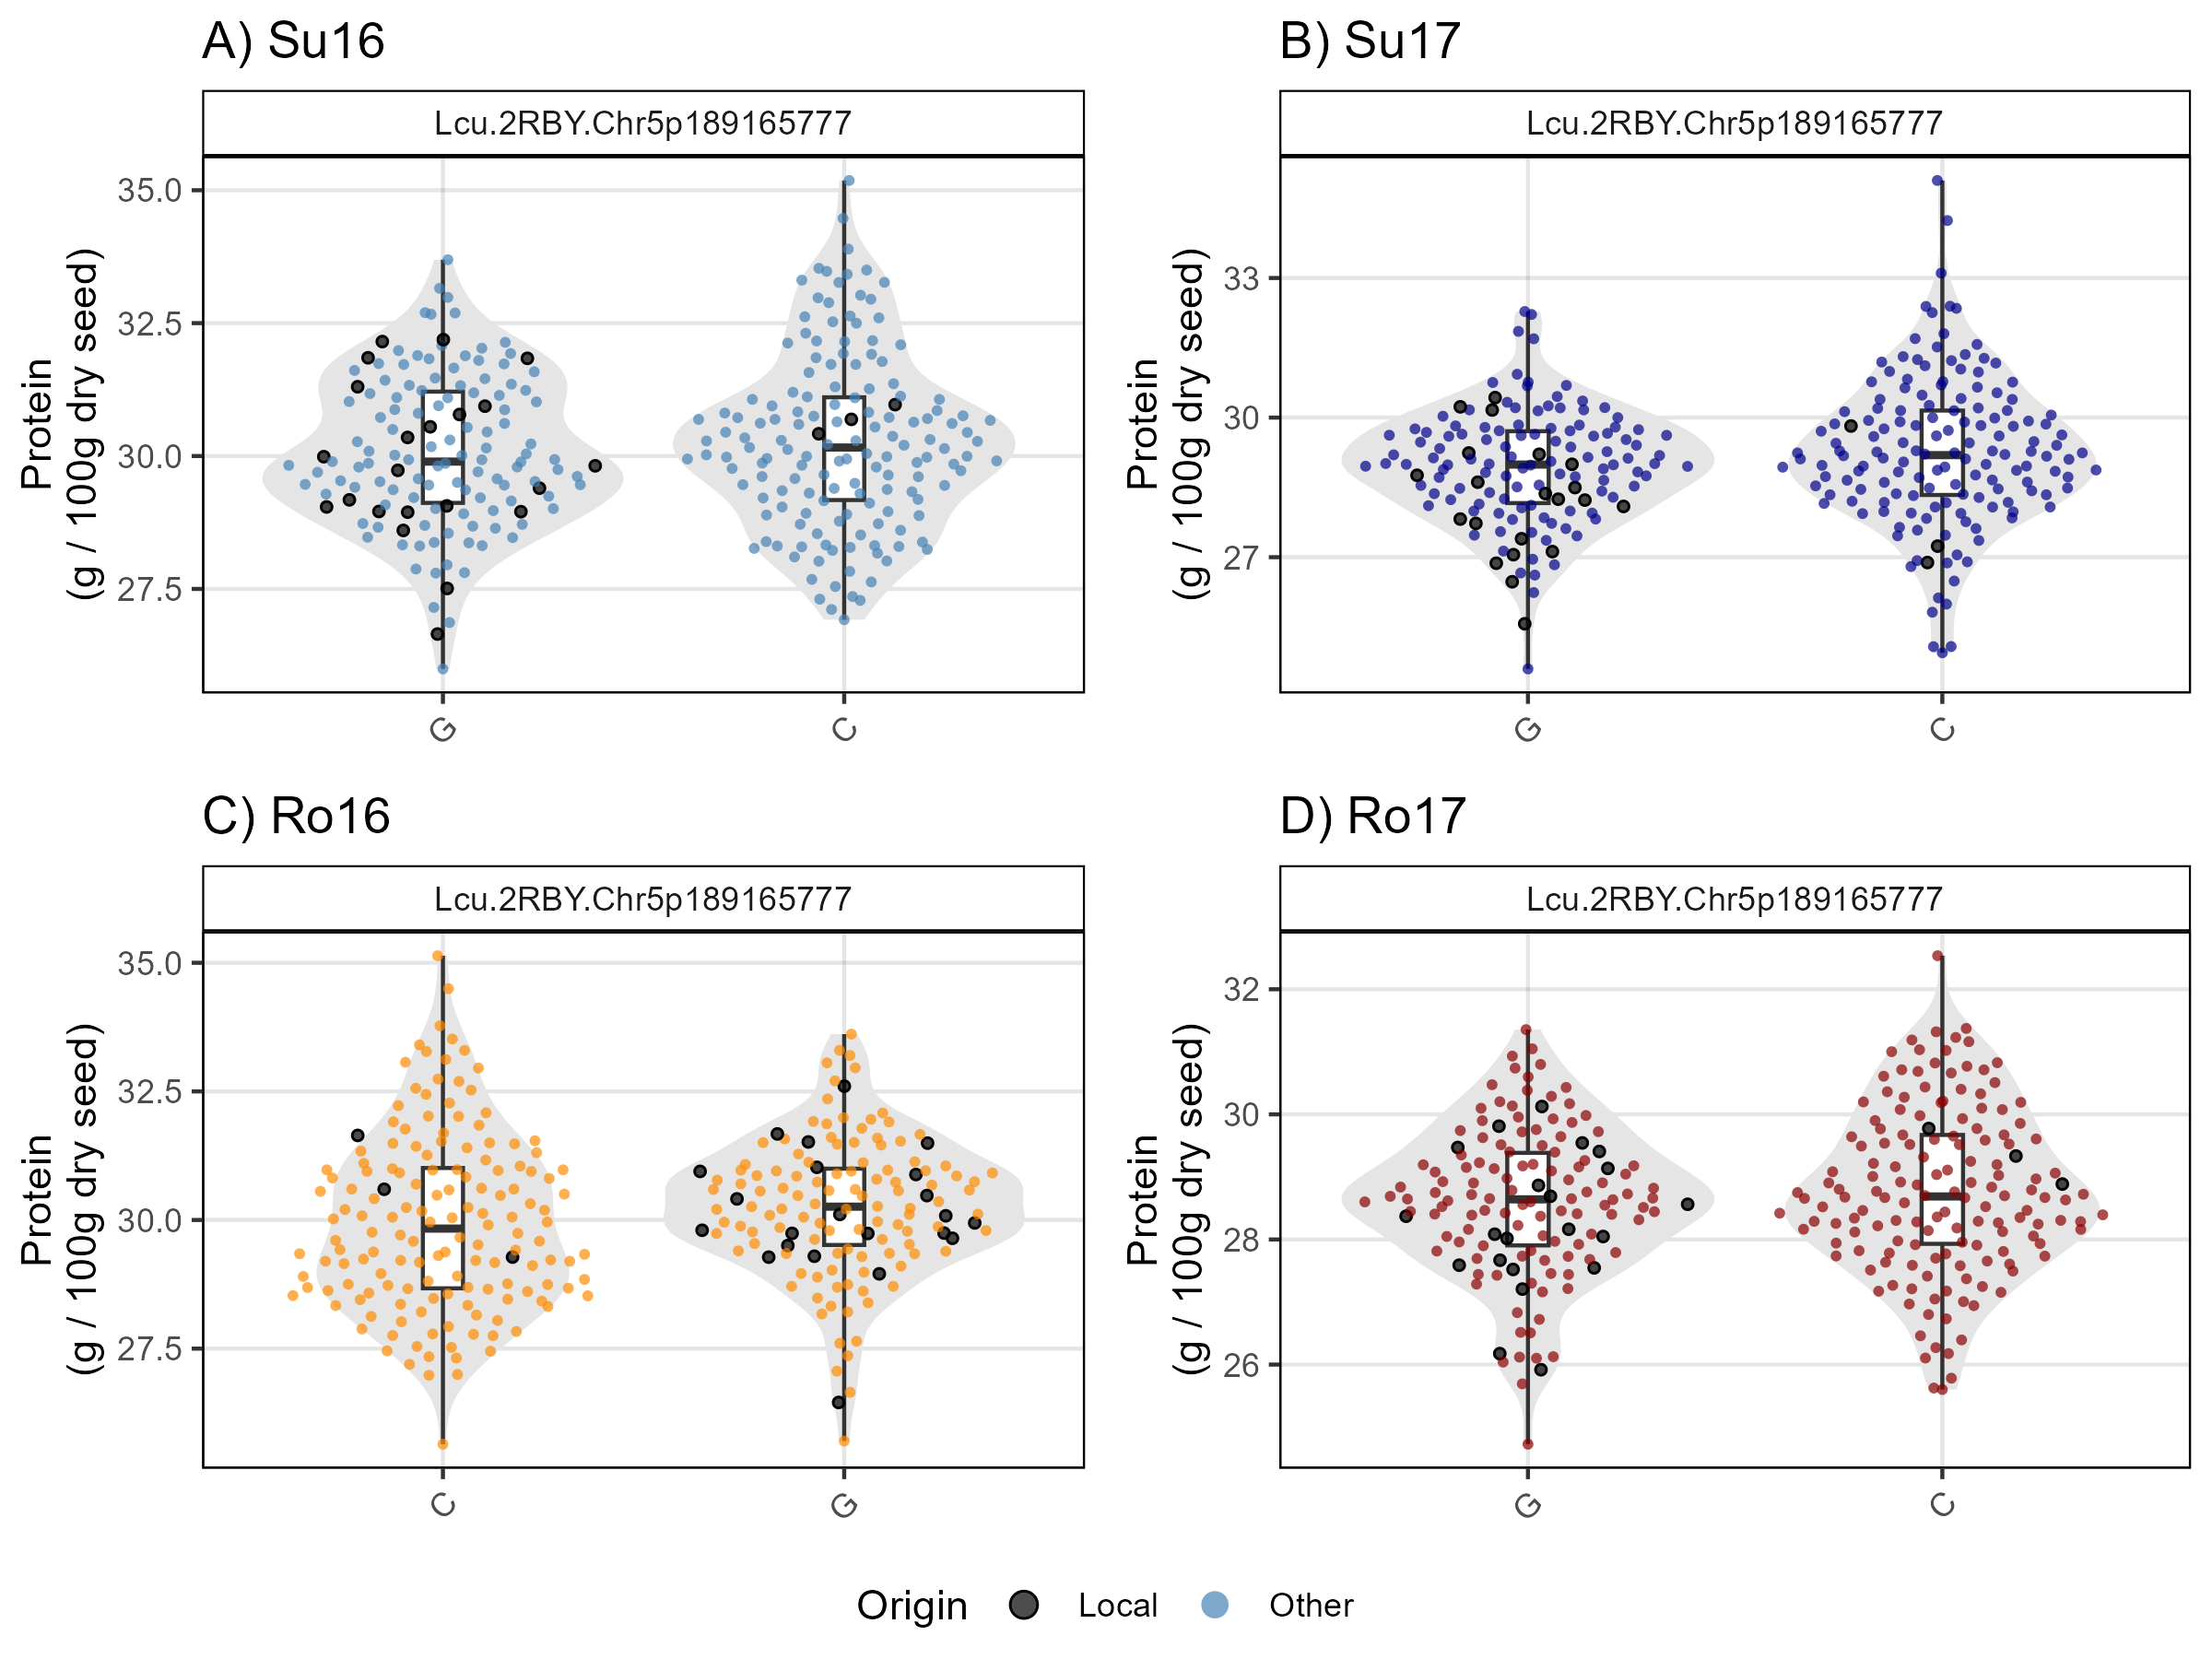 A) Su16
Lcu.2RBY.Chr5p189165777
Protein
(g / 100g dry seed)
35.0
32.5
30.0
27.5
G
C
B) Su17
Lcu.2RBY.Chr5p189165777
Protein
(g / 100g dry seed)
33
30
27
G
C
C) Ro16
Lcu.2RBY.Chr5p189165777
Protein
(g / 100g dry seed)
35.0
32.5
30.0
27.5
C
G
D) Ro17
Lcu.2RBY.Chr5p189165777
Protein
(g / 100g dry seed)
32
30
28
26
G
C
Origin Local Other